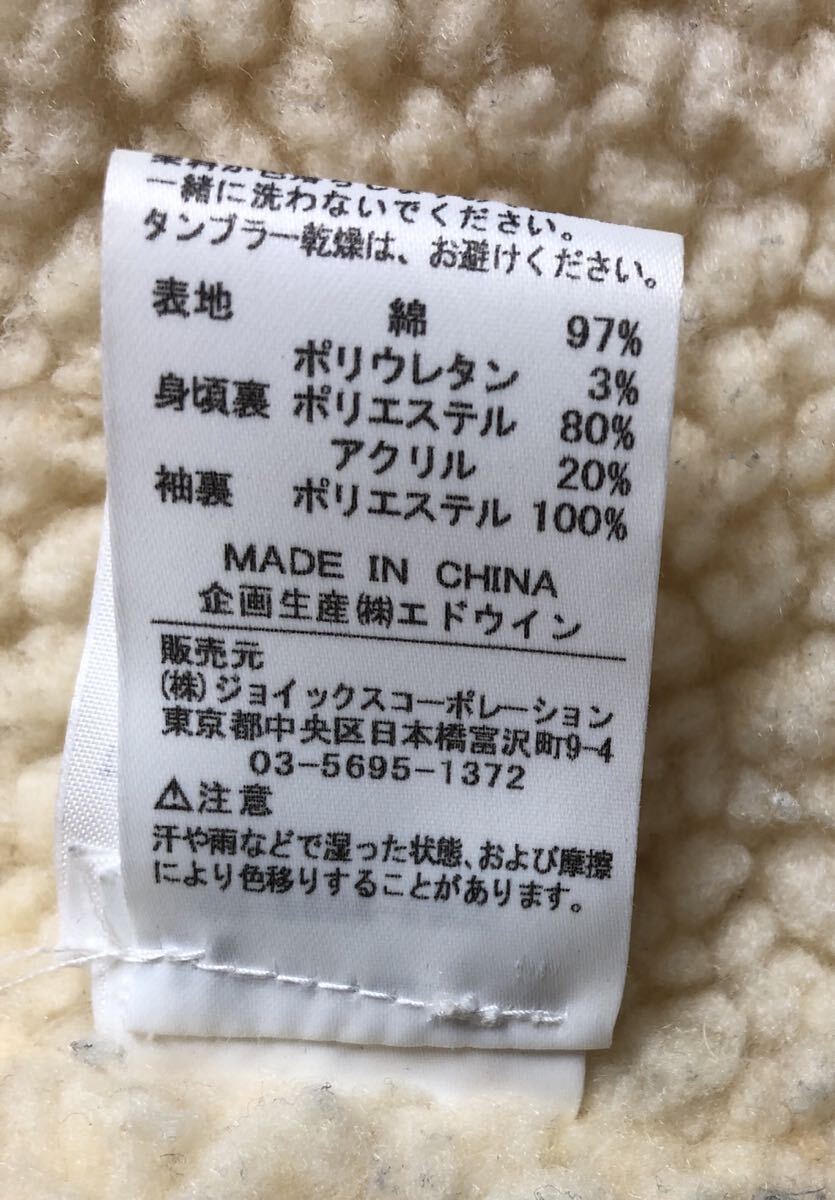 一緒に洗わないでください。
タンブラー乾燥は、お避けください。
表地 綿 97%
ポリウレタン 3%
身頃裏 ポリエステル 80%
アクリル 20%
袖裏 ポリエステル 100%
MADE IN CHINA
企画生産㈱エドウイン
販売元
(株)ジョイックスコーポレーション
東京都中央区日本橋富沢町9-4
03-5695-1372
⚠注意
汗や雨などで湿った状態、および摩擦
により色移りすることがあります。